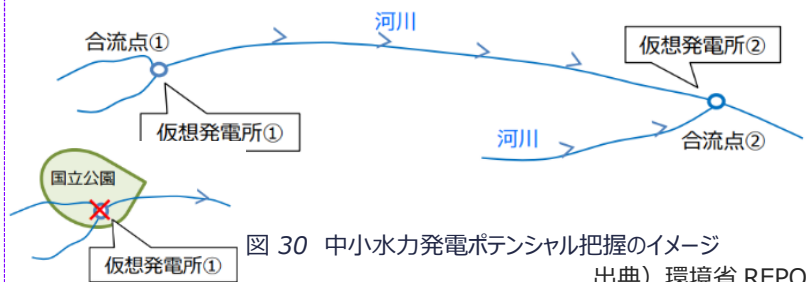 河川
合流点①
仮想発電所②
仮想発電所①
河川
合流点②
国立公園
仮想発電所①
図 30 中小水力発電ポテンシャル把握のイメージ
出典）環境省 REPO